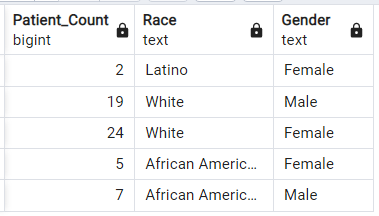 Patient_Count Race Gender
bigint text text
2 Latino Female
19 White Male
24 White Female
5 African Americ... Female
7 African Americ... Male